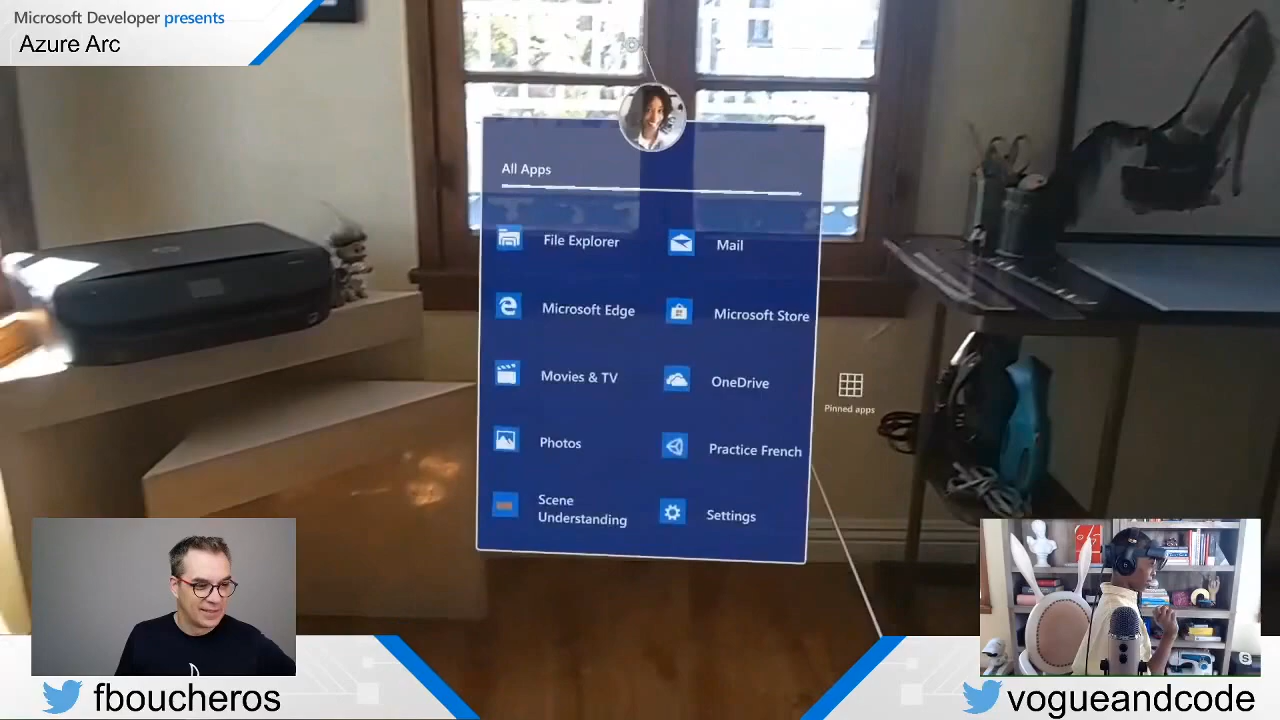 Microsoft Developer presents
Azure Arc
All Apps
File Explorer
Mail
Microsoft Edge
Microsoft Store
Movies & TV
OneDrive
Pinned apps
Photos
Practice French
Scene
Understanding
Settings
fboucheros
vogueandcode